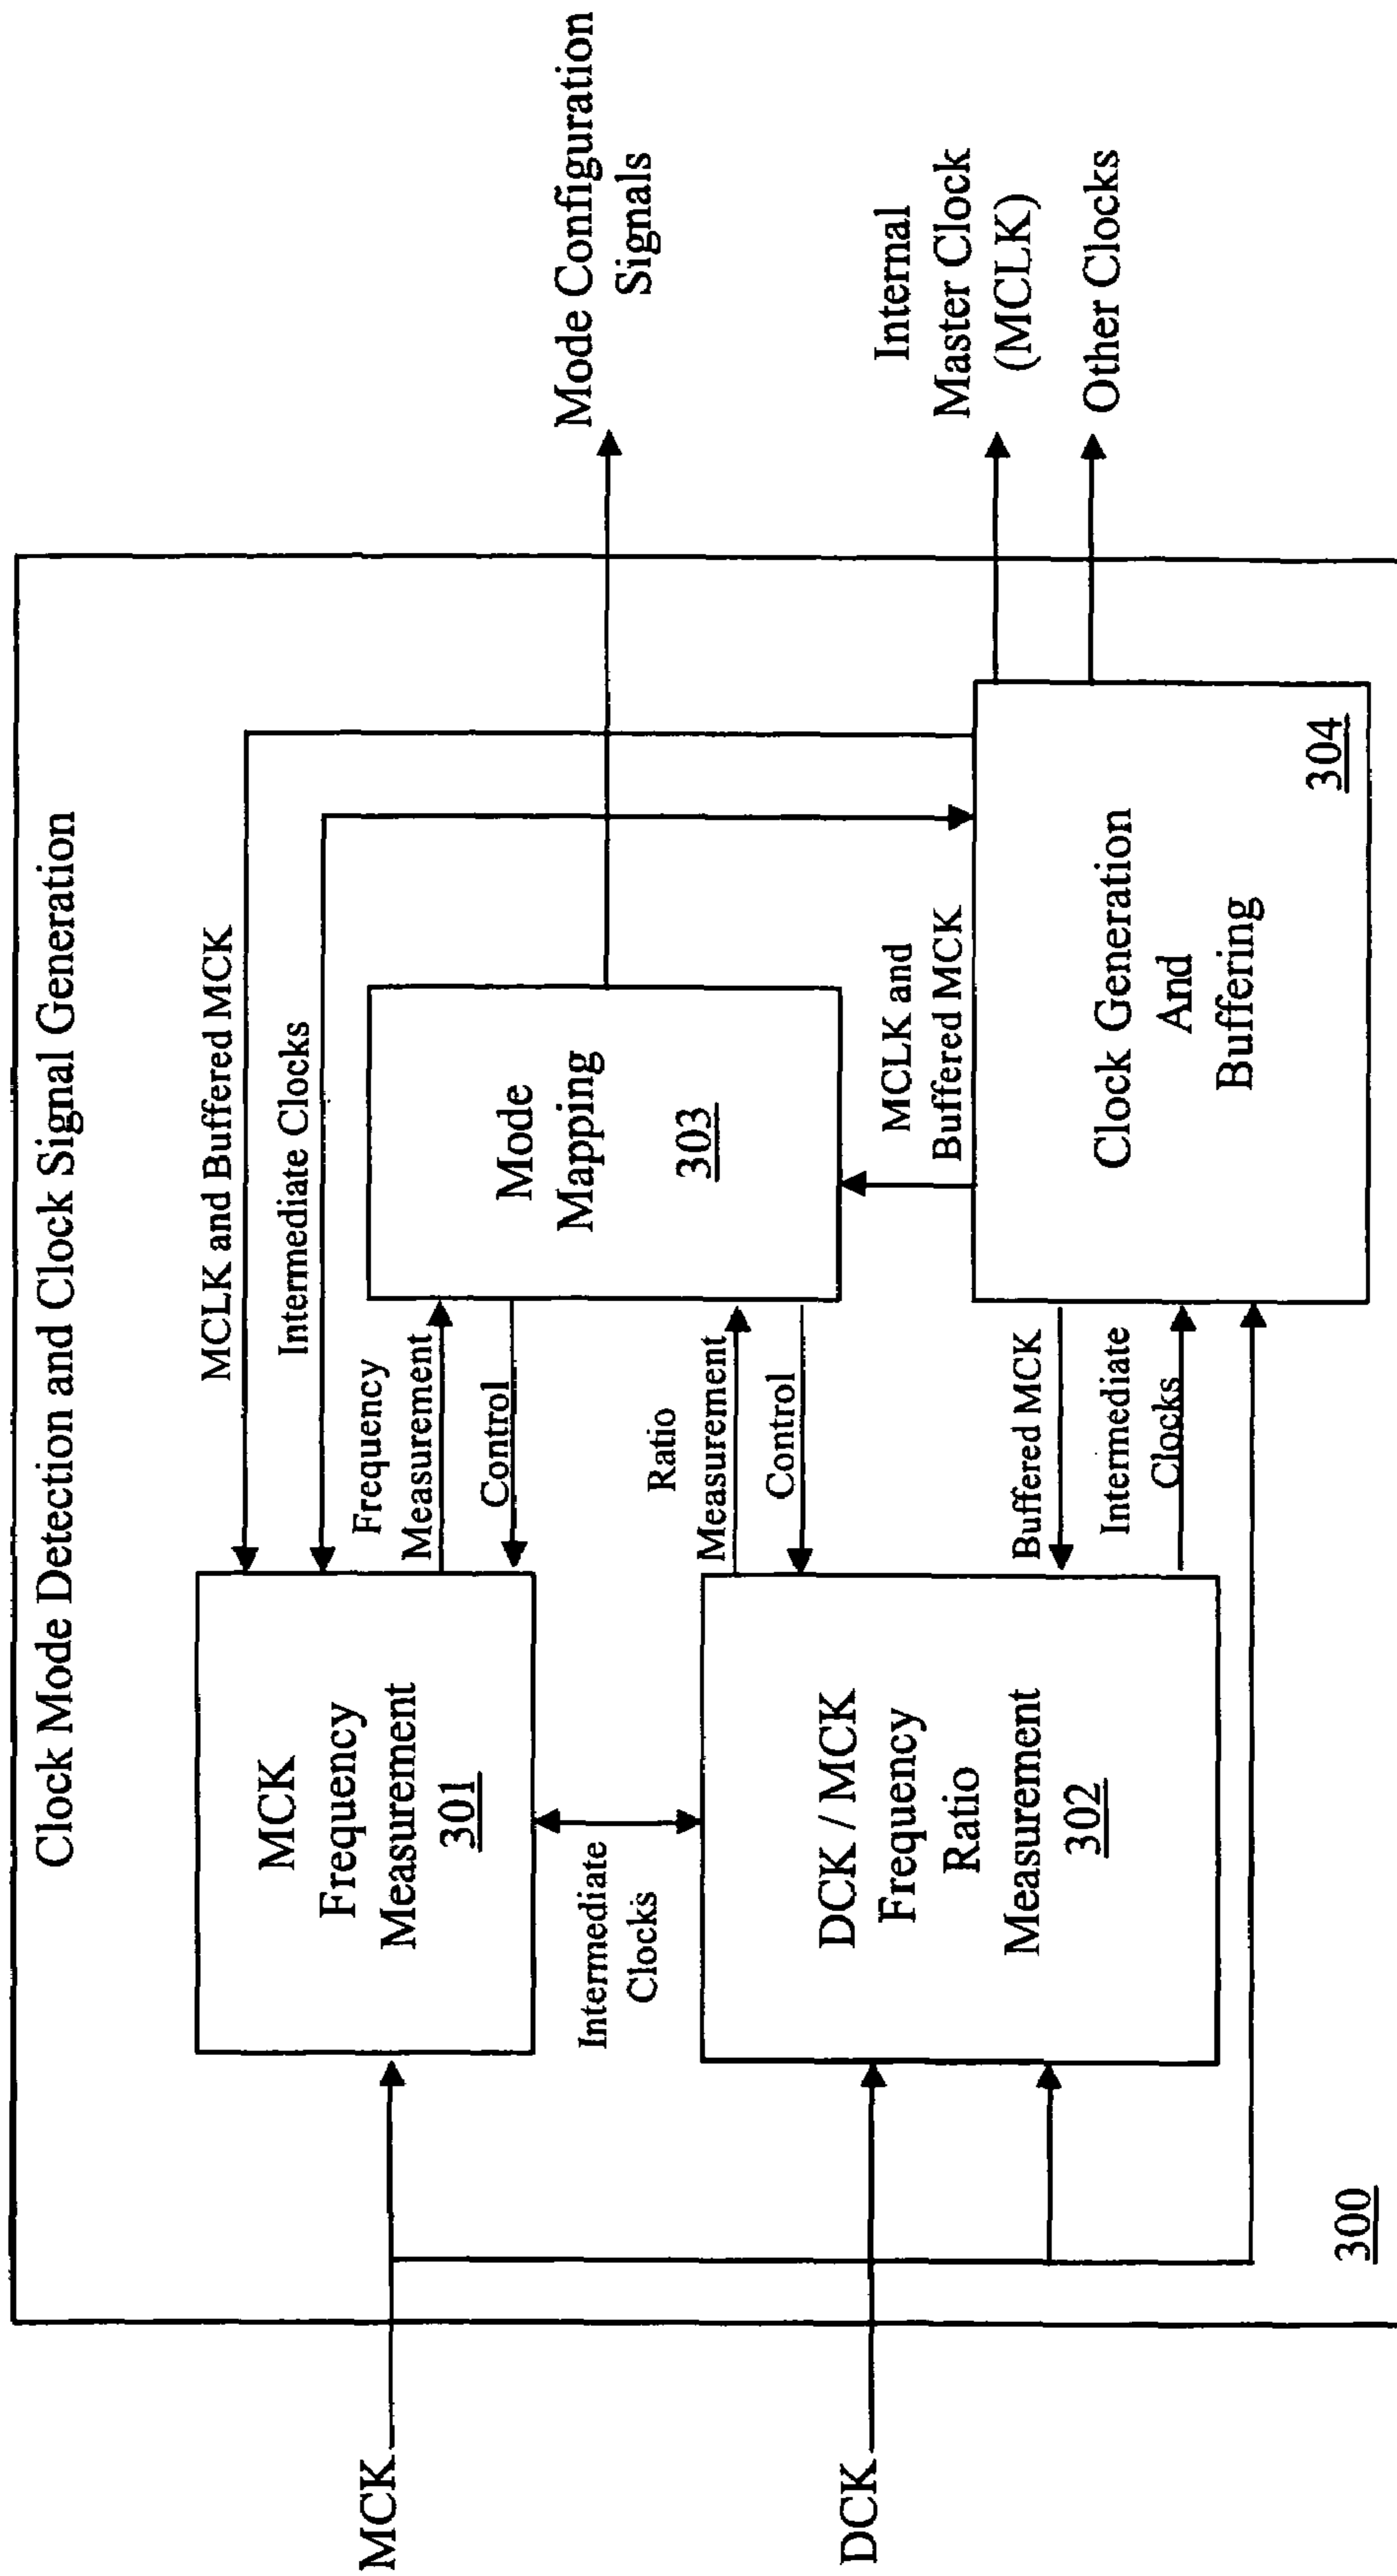 Clock Mode Detection and Clock Signal Generation
MCK
DCK
300
MCK
Frequency
Measurement
301
Intermediate
Clocks
DCK / MCK
Frequency
Ratio
Measurement
302
MCLK and Buffered MCK
Intermediate Clocks
Frequency
Measurement
Control
Ratio
Measurement
Control
Buffered MCK
Intermediate
Clocks
Mode
Mapping
303
MCLK and
Buffered MCK
Clock Generation
And
Buffering
304
Mode Configuration
Signals
Internal
Master Clock
(MCLK)
Other Clocks